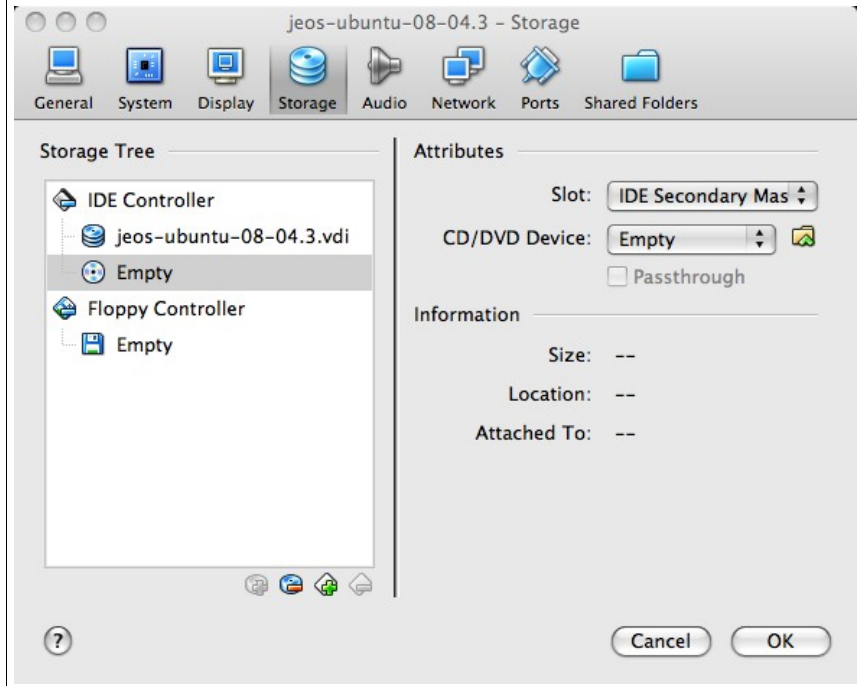 jeos-ubuntu-08-04.3 – Storage
General System Display Storage Audio Network Ports Shared Folders
Storage Tree
IDE Controller
jeos-ubuntu-08-04.3.vdi
Empty
Floppy Controller
Empty
Attributes
Slot: IDE Secondary Mas
CD/DVD Device: Empty
Passthrough
Information
Size: --
Location: --
Attached To: --
?
Cancel OK